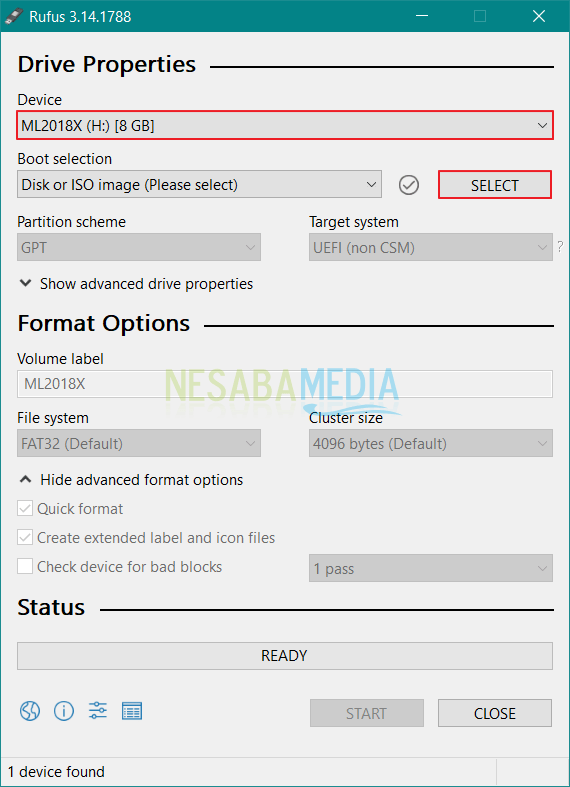 Rufus 3.14.1788
Drive Properties
Device
ML2018X (H:) [8 GB]
Boot selection
Disk or ISO image (Please select)
SELECT
Partition scheme
Target system
GPT
UEFI (non CSM)
?
Show advanced drive properties
Format Options
Volume label
ML2018X
NESABAMEDIA
File system
Cluster size
FAT32 (Default)
4096 bytes (Default)
Hide advanced format options
Quick format
Create extended label and icon files
Check device for bad blocks
1 pass
Status
READY
START
CLOSE
1 device found